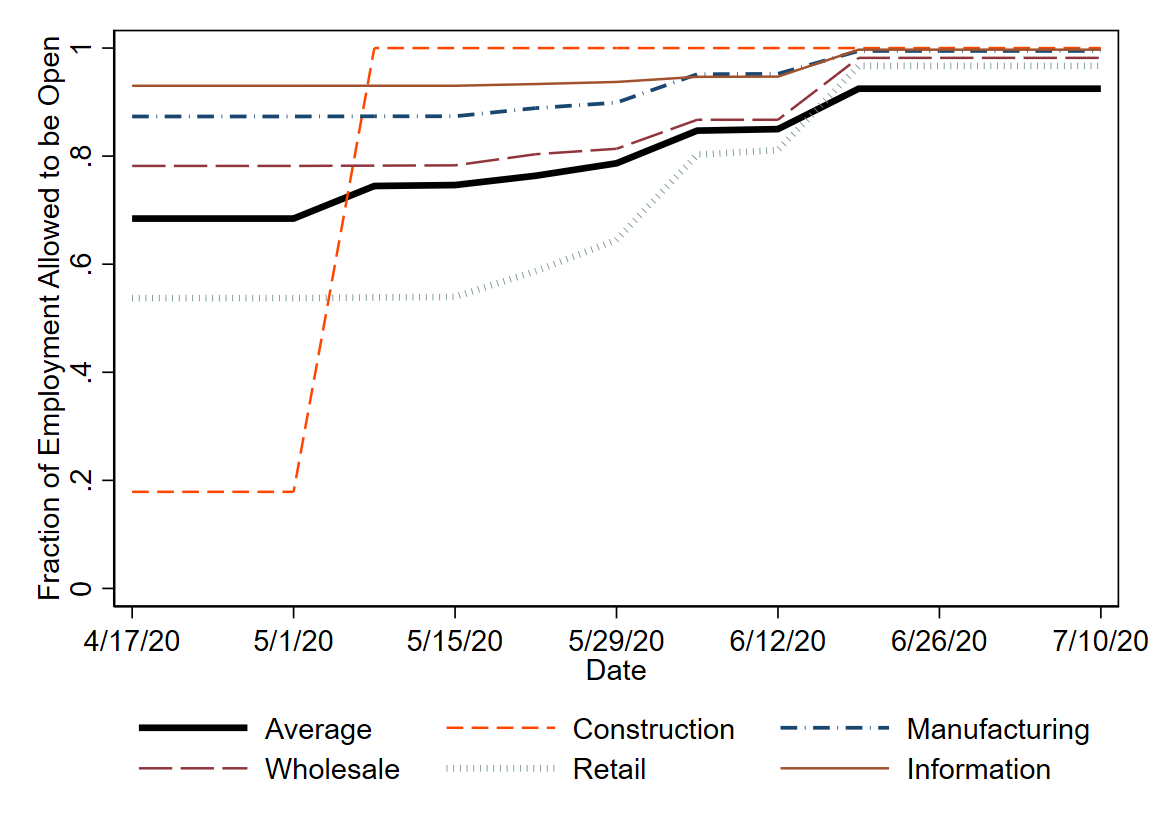 Fraction of Employment Allowed to be Open
1
.8
.6
.4
.2
0
4/17/20 5/1/20 5/15/20 5/29/20 6/12/20 6/26/20 7/10/20
Date
Average Construction Manufacturing
Wholesale Retail Information